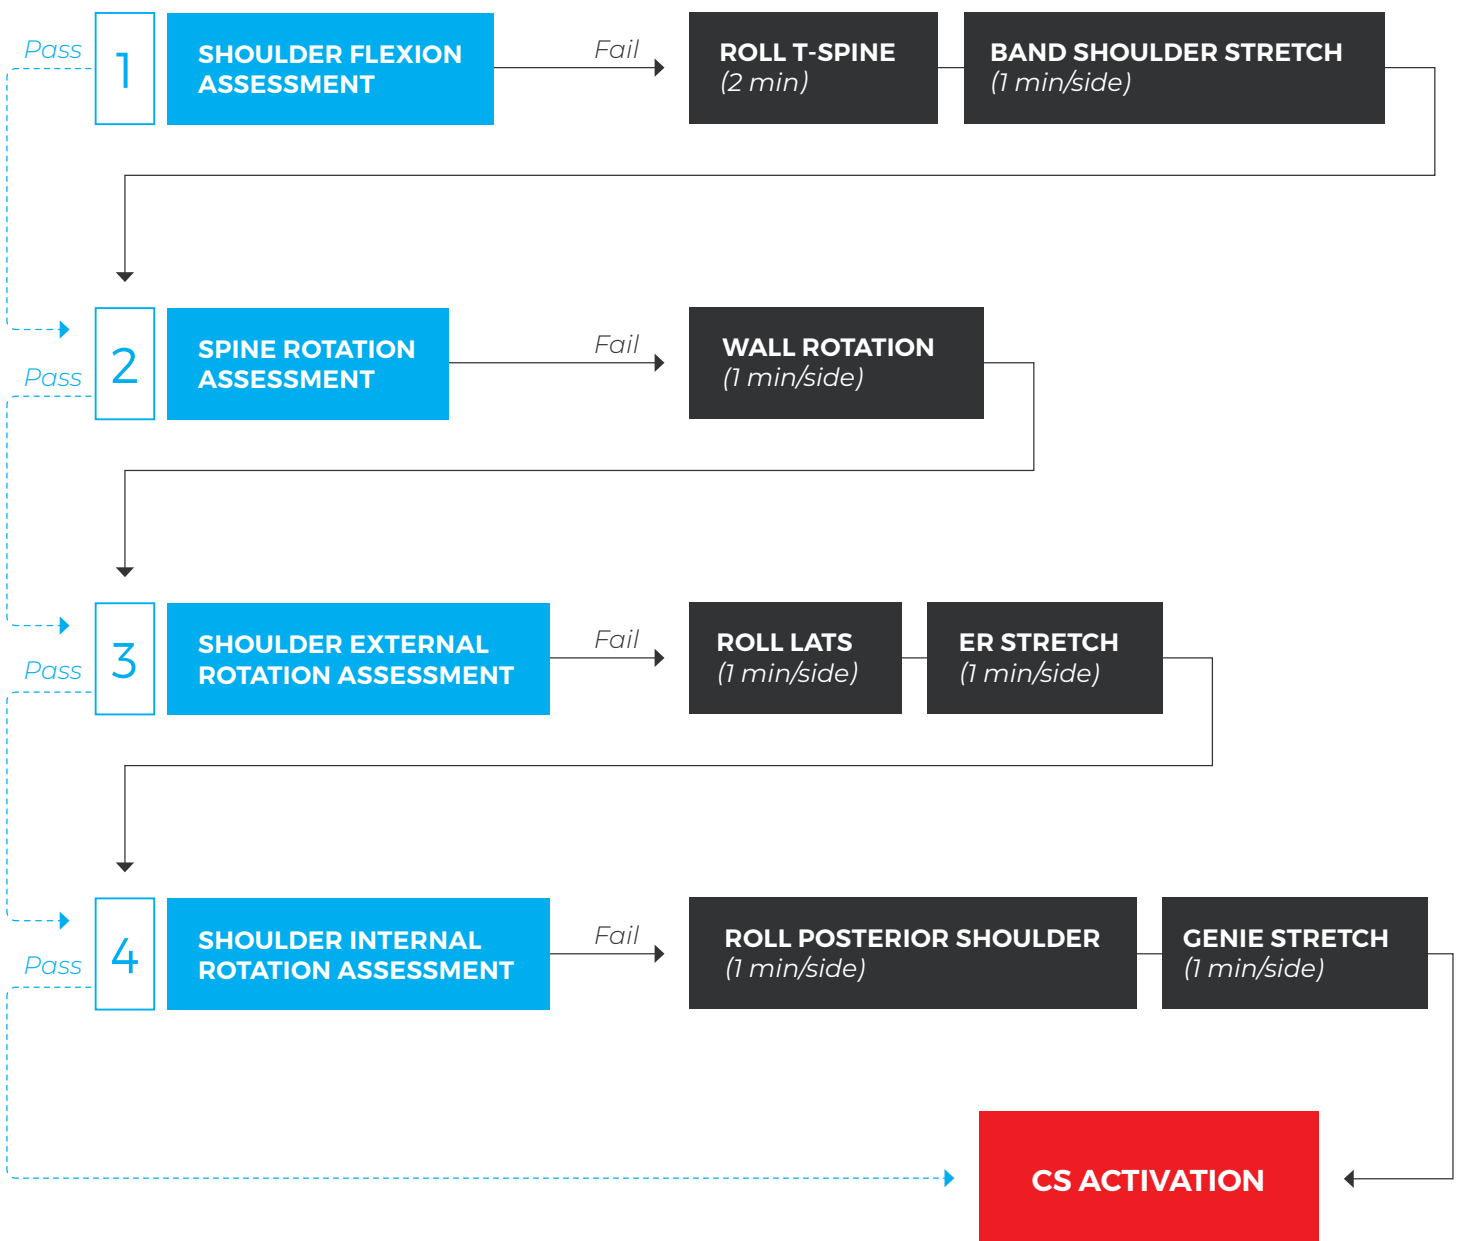 Pass
1
SHOULDER FLEXION
ASSESSMENT
Fail
ROLL T-SPINE
(2 min)
BAND SHOULDER STRETCH
(1 min/side)
2
SPINE ROTATION
ASSESSMENT
Fail
WALL ROTATION
(1 min/side)
Pass
3
SHOULDER EXTERNAL
ROTATION ASSESSMENT
Fail
ROLL LATS
(1 min/side)
ER STRETCH
(1 min/side)
Pass
4
SHOULDER INTERNAL
ROTATION ASSESSMENT
Fail
ROLL POSTERIOR SHOULDER
(1 min/side)
GENIE STRETCH
(1 min/side)
Pass
CS ACTIVATION